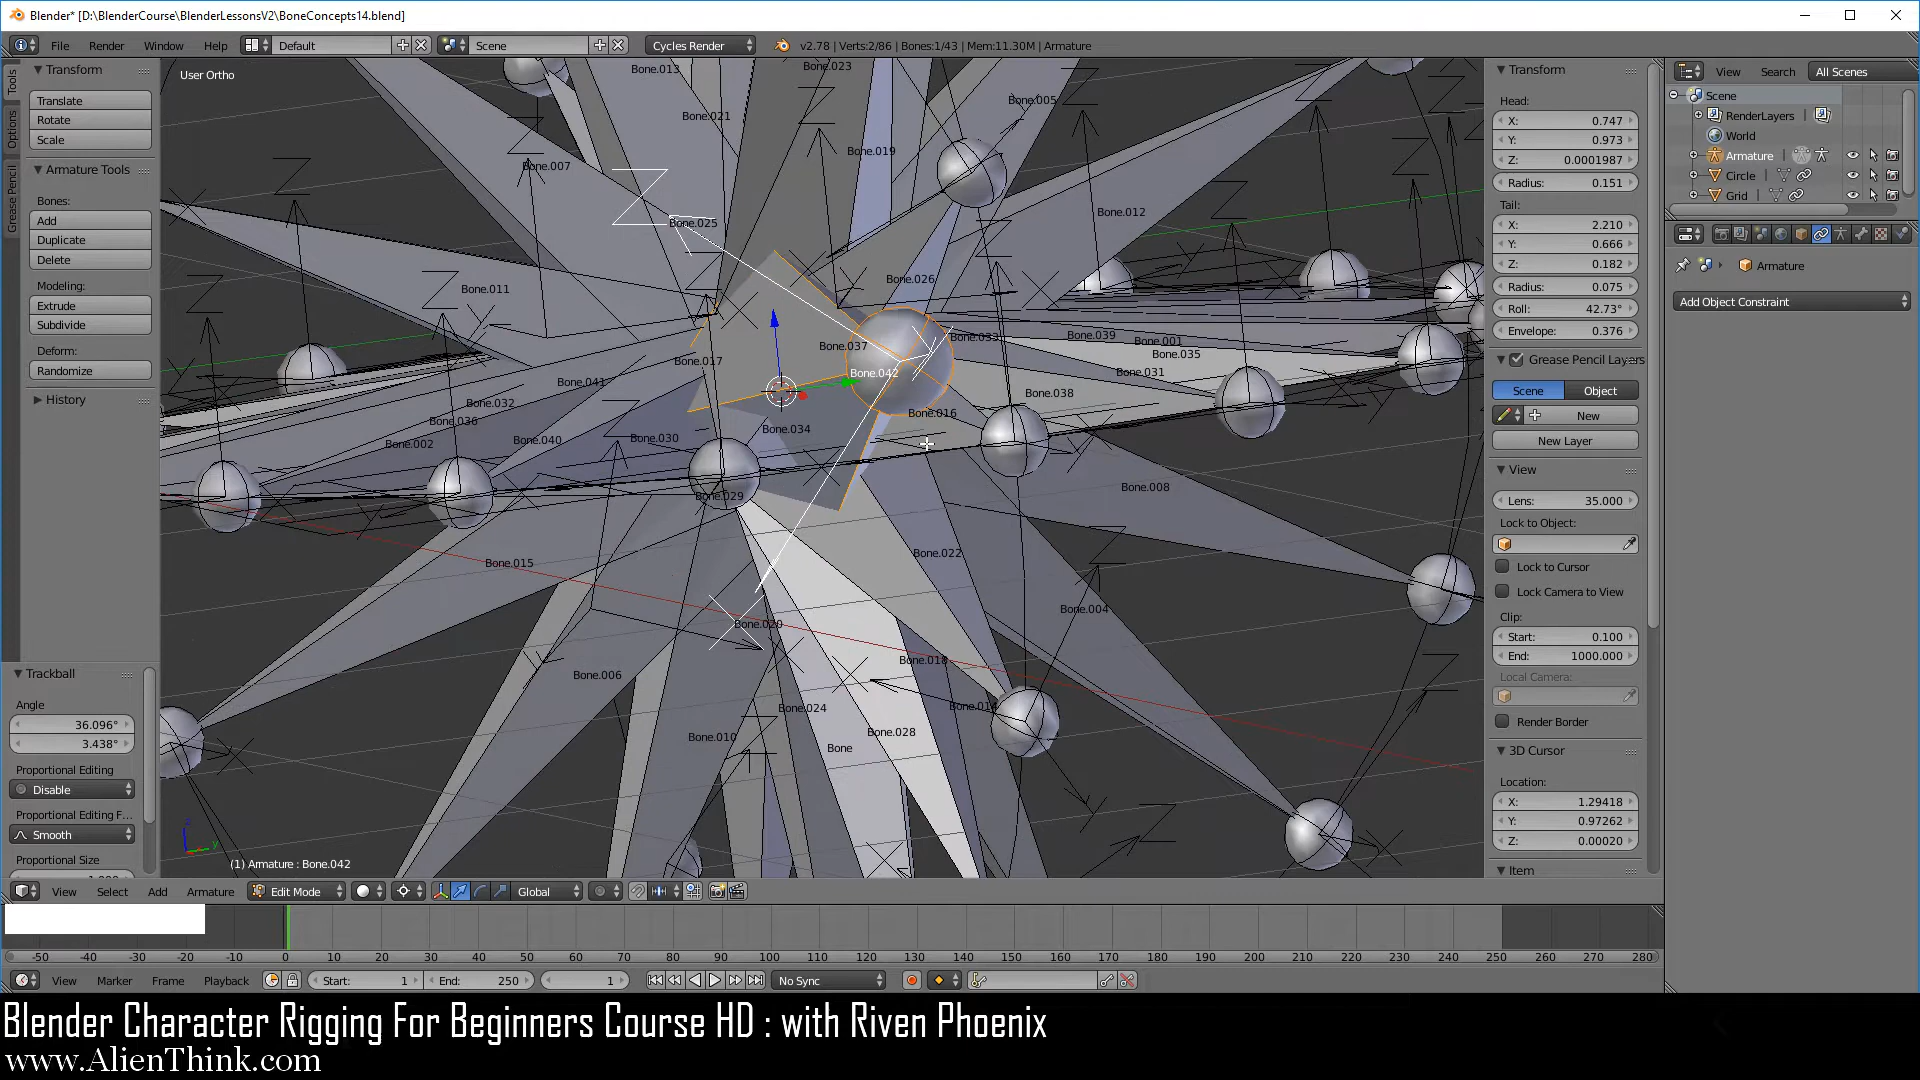 Blender* [D:\BlenderCourse\BlenderLessonsV2\BoneConcepts14.blend]
File Render Window Help Default Scene Cycles Render v2.78 | Verts:2/86 | Bones:1/43 | Mem:11.30M | Armature
Tools
Options
Grease Pencil
Transform
Translate
Rotate
Scale
Armature Tools
Bones:
Add
Duplicate
Delete
Modeling:
Extrude
Subdivide
Deform:
Randomize
History
Trackball
Angle
36.096°
3.438°
Proportional Editing
Disable
Proportional Editing F...
Smooth
Proportional Size
User Ortho
Bone.013
Bone.023
Bone.005
Bone.021
Bone.019
Bone.007
Bone.012
Bone.025
Bone.026
Bone.011
Bone.037
Bone.033
Bone.039
Bone.001
Bone.035
Bone.017
Bone.042
Bone.031
Bone.041
Bone.038
Bone.032
Bone.016
Bone.036
Bone.034
Bone.030
Bone.002
Bone.040
Bone.029
Bone.008
Bone.022
Bone.015
Bone.004
Bone.020
Bone.018
Bone.006
Bone.024
Bone.014
Bone.010
Bone.028
Bone
(1) Armature : Bone.042
View Select Add Armature Edit Mode Global
Transform
Head:
X: 0.747
Y: 0.973
Z: 0.0001987
Radius: 0.151
Tail:
X: 2.210
Y: 0.666
Z: 0.182
Radius: 0.075
Roll: 42.73°
Envelope: 0.376
Grease Pencil Layers
Scene Object
New
New Layer
View
Lens: 35.000
Lock to Object:
Lock to Cursor
Lock Camera to View
Clip:
Start: 0.100
End: 1000.000
Local Camera:
Render Border
3D Cursor
Location:
X: 1.29418
Y: 0.97262
Z: 0.00020
Item
View Search All Scenes
Scene
RenderLayers
World
Armature
Circle
Grid
Armature
Add Object Constraint
-50 -40 -30 -20 -10 0 10 20 30 40 50 60 70 80 90 100 110 120 130 140 150 160 170 180 190 200 210 220 230 240 250 260 270 280
View Marker Frame Playback Start: 1 End: 250 1 No Sync
Blender Character Rigging For Beginners Course HD : with Riven Phoenix
www.AlienThink.com